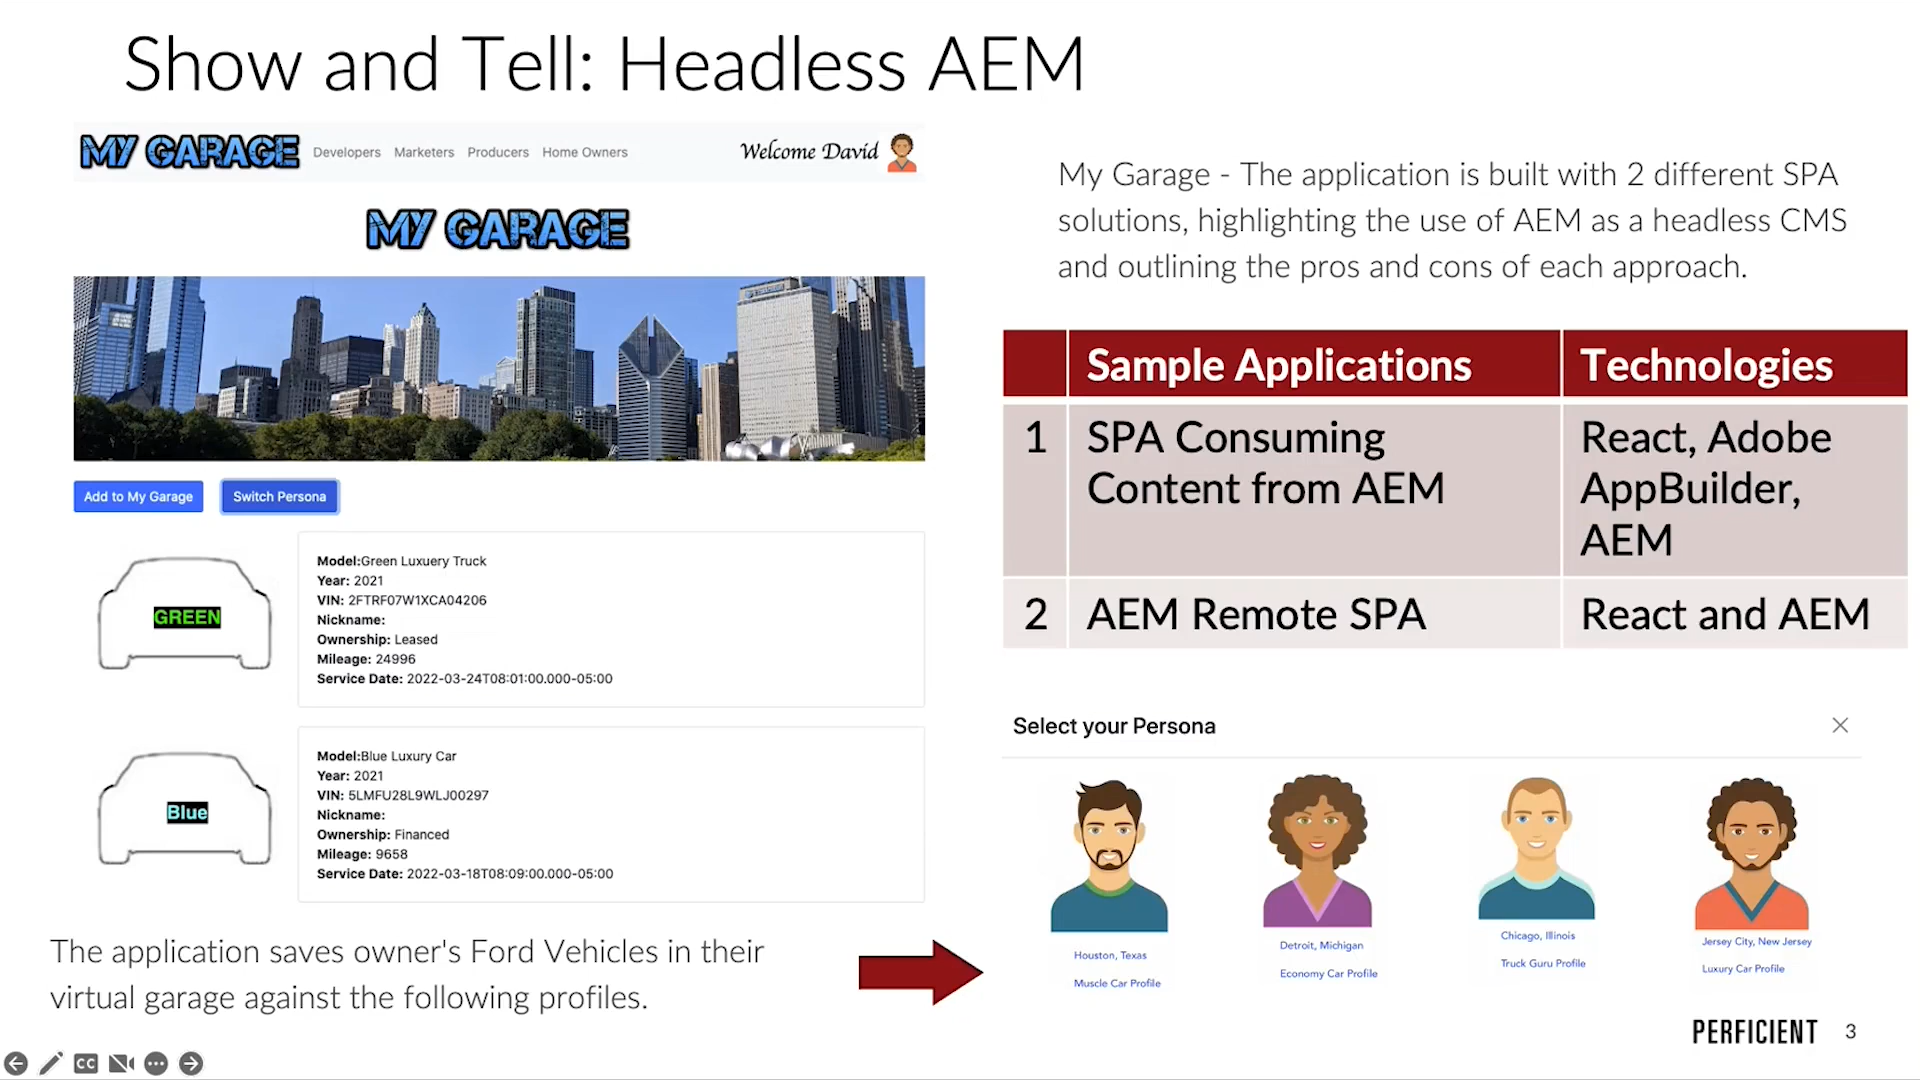 Show and Tell: Headless AEM
MY GARAGE
Developers
Marketers
Producers
Home Owners
Welcome David
MY GARAGE
Add to My Garage
Switch Persona
GREEN
Model:Green Luxuery Truck
Year: 2021
VIN: 2FTRF07W1XCA04206
Nickname:
Ownership: Leased
Mileage: 24996
Service Date: 2022-03-24T08:01:00.000-05:00
Blue
Model:Blue Luxury Car
Year: 2021
VIN: 5LMFU28L9WLJ00297
Nickname:
Ownership: Financed
Mileage: 9658
Service Date: 2022-03-18T08:09:00.000-05:00
The application saves owner's Ford Vehicles in their
virtual garage against the following profiles.
My Garage - The application is built with 2 different SPA
solutions, highlighting the use of AEM as a headless CMS
and outlining the pros and cons of each approach.
Sample Applications
Technologies
1
SPA Consuming
Content from AEM
React, Adobe
AppBuilder,
AEM
2
AEM Remote SPA
React and AEM
Select your Persona
Houston, Texas
Muscle Car Profile
Detroit, Michigan
Economy Car Profile
Chicago, Illinois
Truck Guru Profile
Jersey City, New Jersey
Luxury Car Profile
PERFICIENT
3
CC